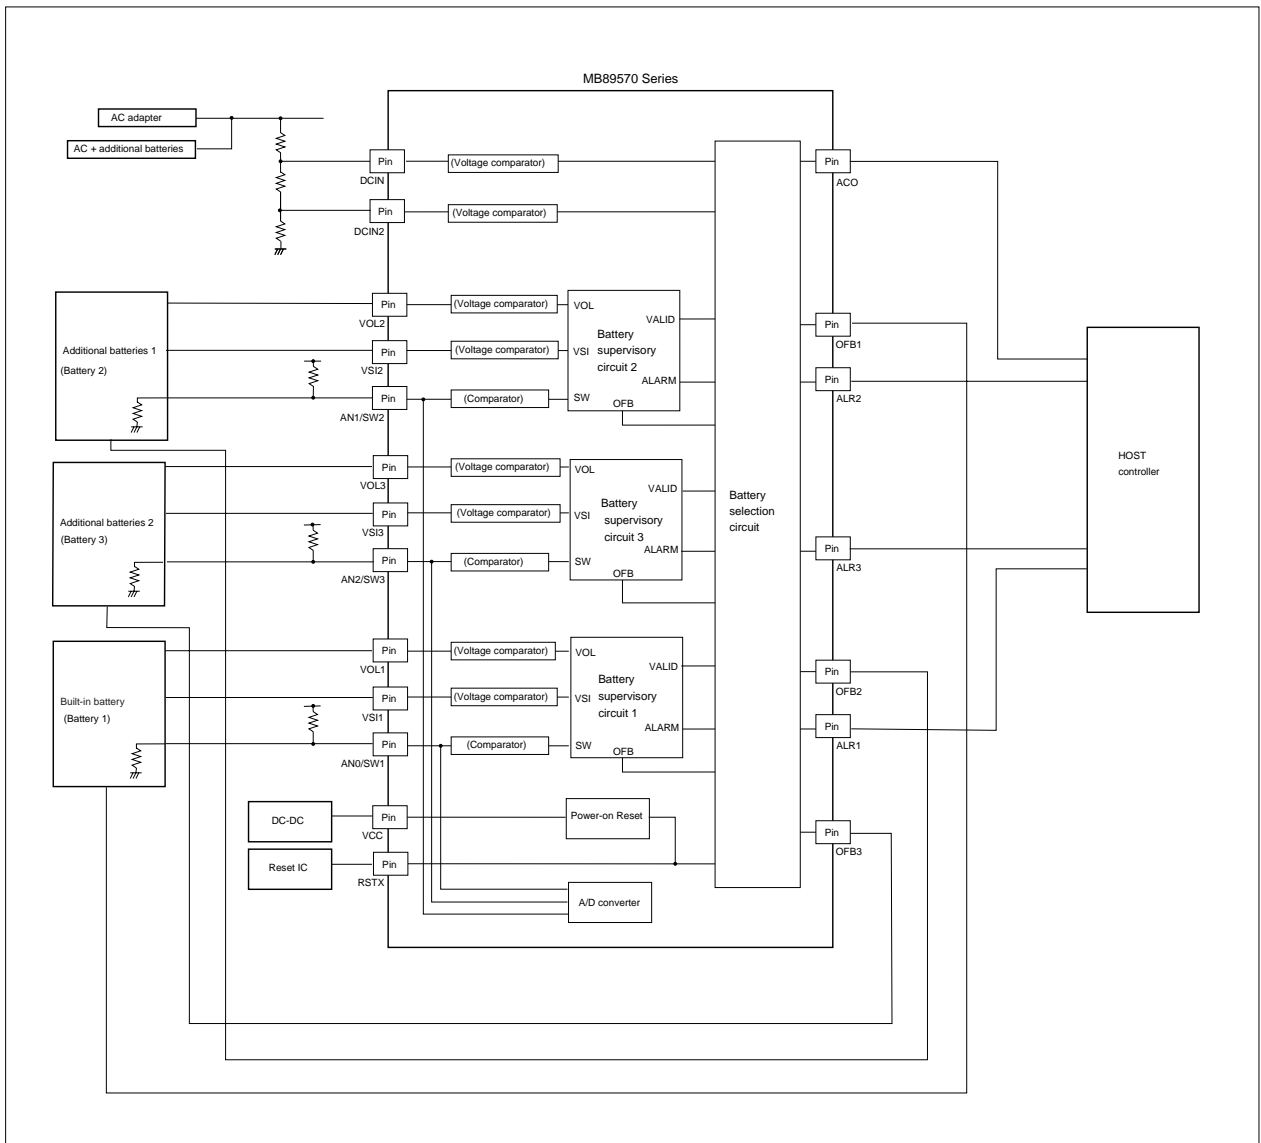 MB89570 Series
AC adapter
AC + additional batteries
Pin
DCIN
(Voltage comparator)
Pin
ACO
Pin
DCIN2
(Voltage comparator)
Additional batteries 1
(Battery 2)
Pin
VOL2
(Voltage comparator)
Pin
VSI2
(Voltage comparator)
Pin
AN1/SW2
(Comparator)
VOL
VSI
SW
Battery
supervisory
circuit 2
VALID
ALARM
OFB
Pin
OFB1
Pin
ALR2
Additional batteries 2
(Battery 3)
Pin
VOL3
(Voltage comparator)
Pin
VSI3
(Voltage comparator)
Pin
AN2/SW3
(Comparator)
VOL
VSI
SW
Battery
supervisory
circuit 3
VALID
ALARM
OFB
Battery
selection
circuit
Pin
ALR3
HOST
controller
Built-in battery
(Battery 1)
Pin
VOL1
(Voltage comparator)
Pin
VSI1
(Voltage comparator)
Pin
AN0/SW1
(Comparator)
VOL
VSI
SW
Battery
supervisory
circuit 1
VALID
ALARM
OFB
Pin
OFB2
Pin
ALR1
DC-DC
Pin
VCC
Power-on Reset
Pin
OFB3
Reset IC
Pin
RSTX
A/D converter